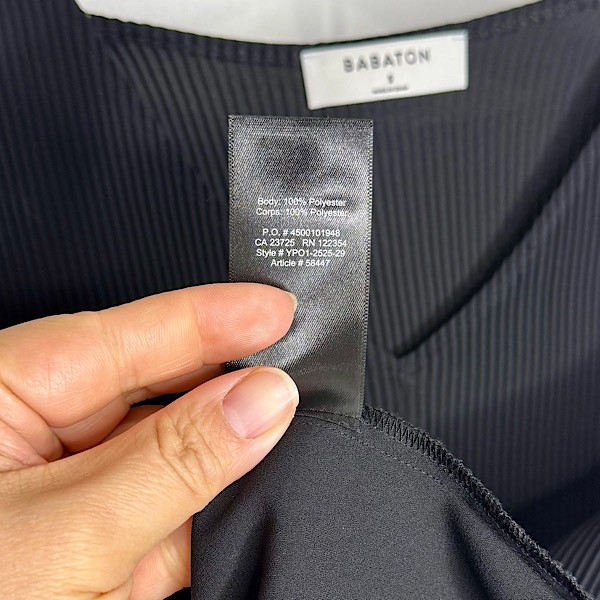 BABATON
Body: 100% Polyester
Corps: 100% Polyester
P.O. # 4500101948
CA 23725 RN 122354
Style # YPO1-2525-29
Article # 58447